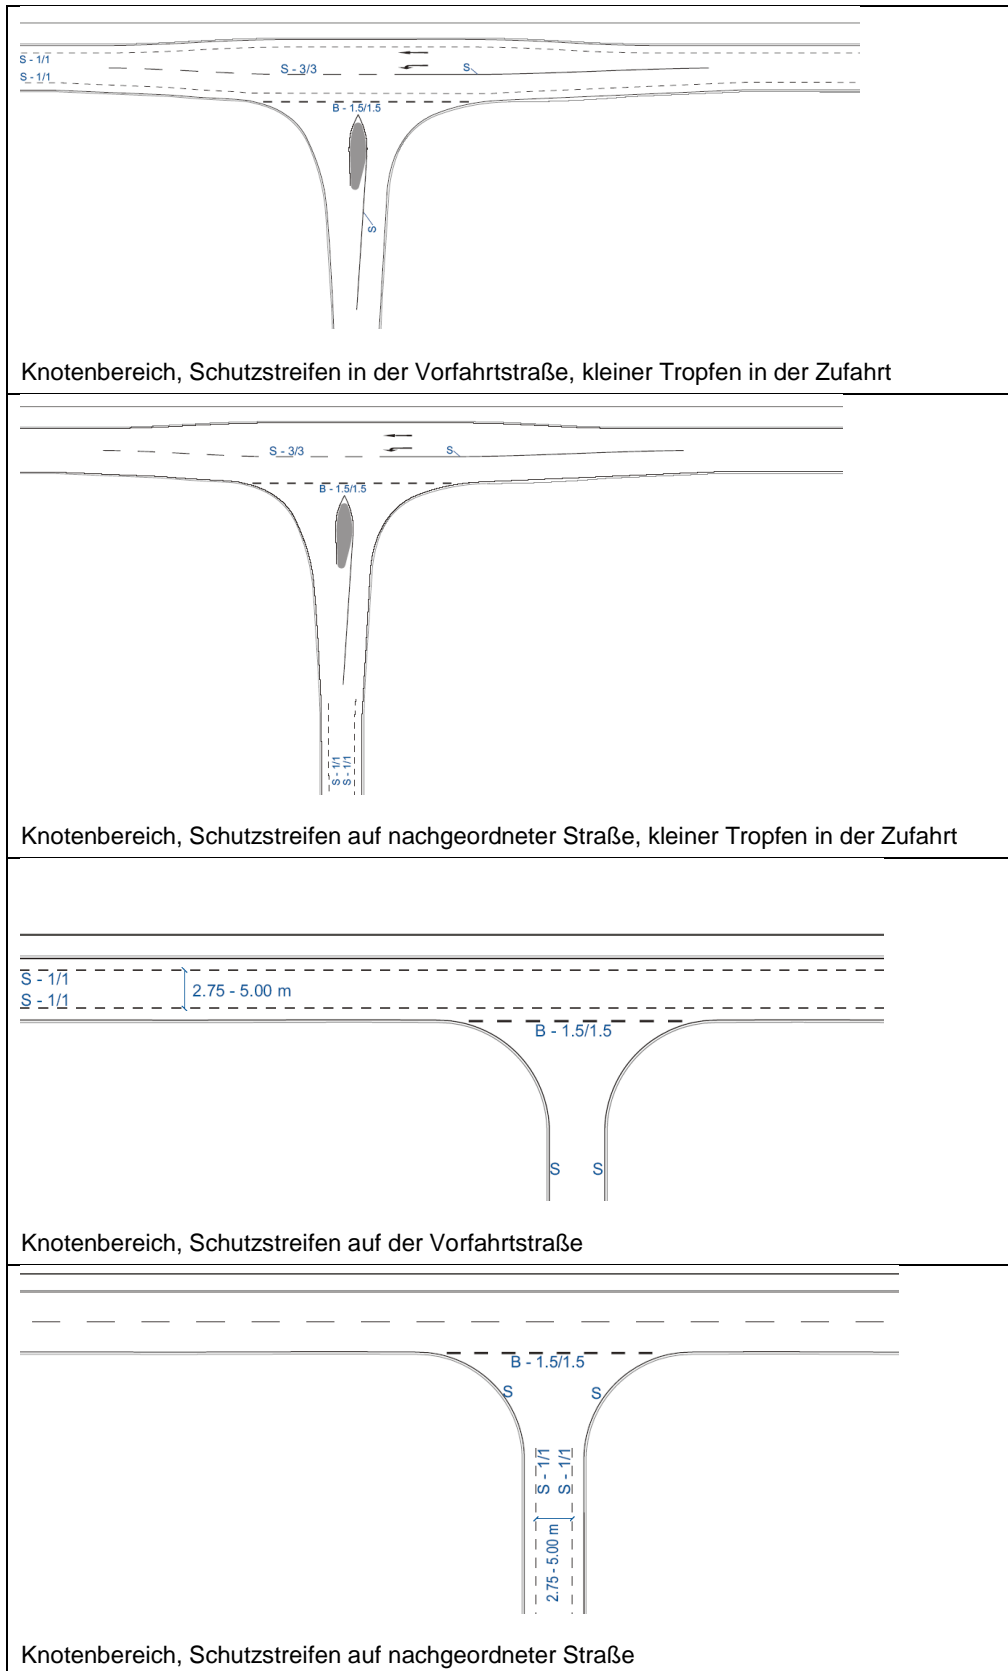 S - 1/1
S - 1/1
S - 3/3
S
B - 1.5/1.5
S
Knotenbereich, Schutzstreifen in der Vorfahrtstraße, kleiner Tropfen in der Zufahrt
S - 3/3
S
B - 1.5/1.5
S - 1/1
S - 1/1
Knotenbereich, Schutzstreifen auf nachgeordneter Straße, kleiner Tropfen in der Zufahrt
S - 1/1
S - 1/1
2.75 - 5.00 m
B - 1.5/1.5
S S
Knotenbereich, Schutzstreifen auf der Vorfahrtstraße
B - 1.5/1.5
S S
S - 1/1
S - 1/1
2.75 - 5.00 m
Knotenbereich, Schutzstreifen auf nachgeordneter Straße